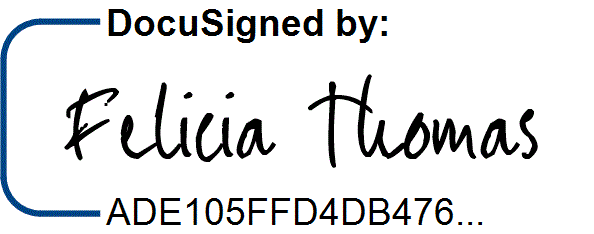 DocuSigned by:
Felicia Thomas
ADE105FFD4DB476...